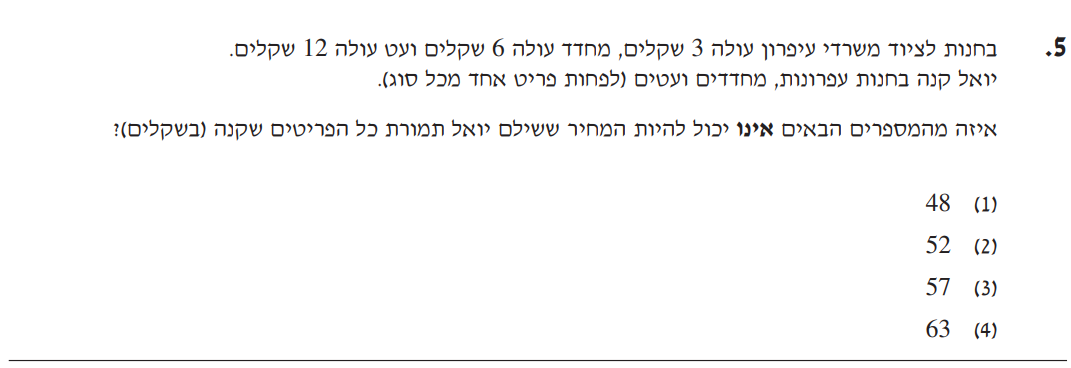 5. בחנות לציוד משרדי עיפרון עולה 3 שקלים, מחדד עולה 6 שקלים ועט עולה 12 שקלים.
יואל קנה בחנות עפרונות, מחדדים ועטים (לפחות פריט אחד מכל סוג).
איזה מהמספרים הבאים אינו יכול להיות המחיר ששילם יואל תמורת כל הפריטים שקנה (בשקלים)?
(1) 48
(2) 52
(3) 57
(4) 63